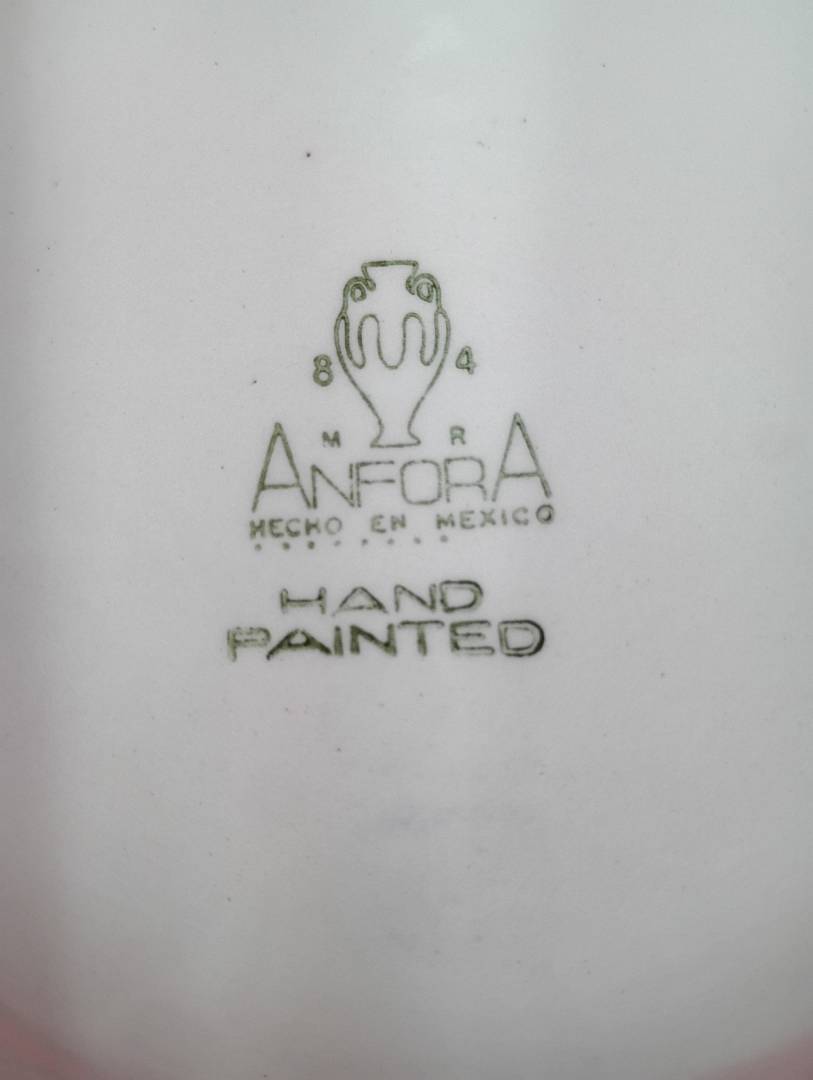 8 4
M R
ANFORA
HECHO EN MEXICO
HAND
PAINTED